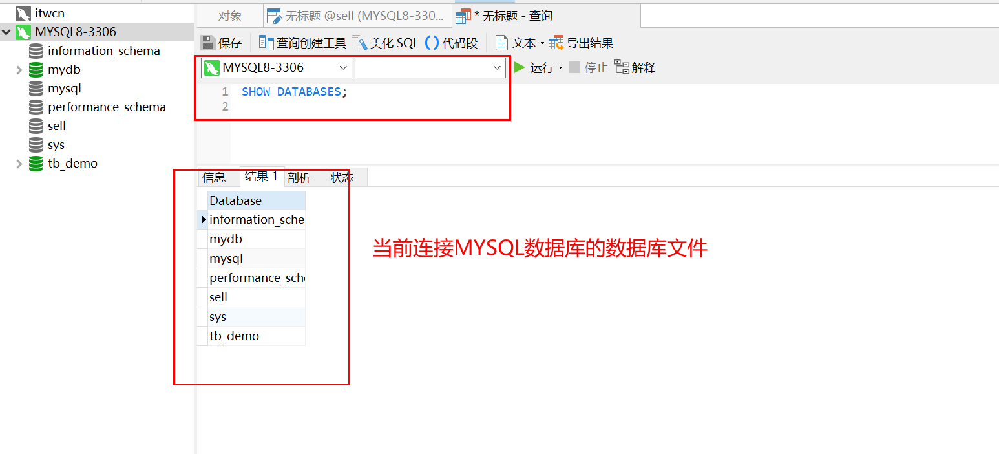 itwcn
MYSQL8-3306
information_schema
mydb
mysql
performance_schema
sell
sys
tb_demo
对象
无标题 @sell (MYSQL8-330...
* 无标题 - 查询
保存
查询创建工具
美化 SQL
代码段
文本
导出结果
MYSQL8-3306
运行
停止
解释
1 SHOW DATABASES;
2
信息
结果 1
剖析
状态
Database
information_sche
mydb
mysql
performance_sche
sell
sys
tb_demo
当前连接MYSQL数据库的数据库文件